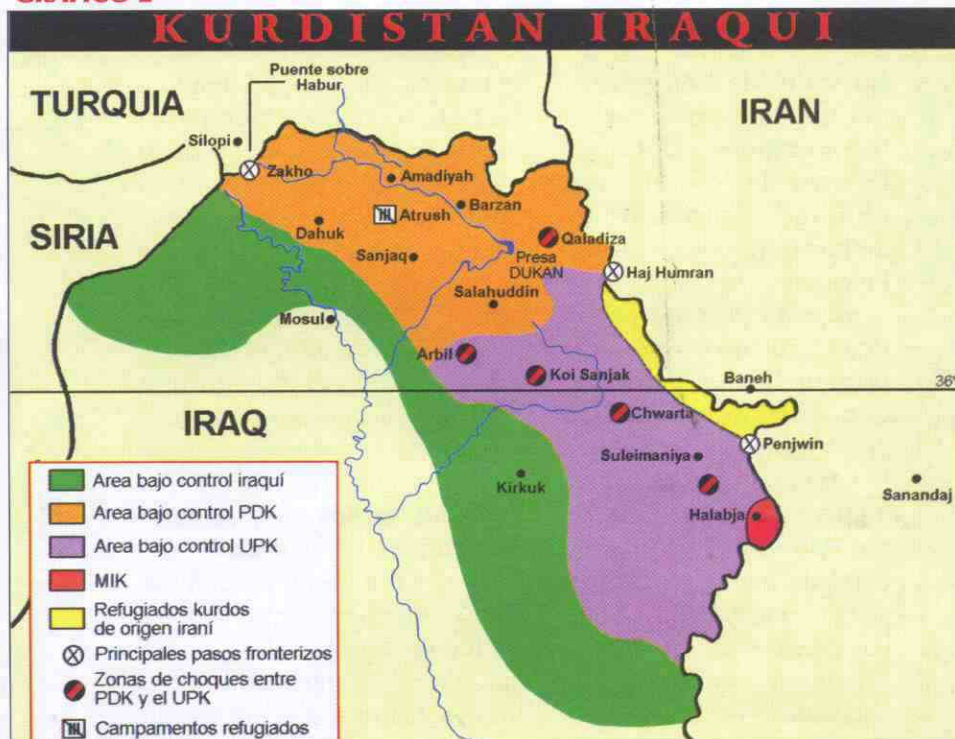 GRAFICO 2
KURDISTAN IRAQUI
Puente sobre
Habur
TURQUIA
IRAN
Silopi
Zakho
Amadiyah
Barzan
Atrush
SIRIA
Dahuk
Qaladiza
Sanjaq
Presa
DUKAN
Haj Humran
Salahuddin
Mosul
Arbil
Koi Sanjak
Baneh
36º
IRAQ
Chwarta
Penjwin
Suleimaniya
Kirkuk
Sanandaj
Halabja
Area bajo control iraquí
Area bajo control PDK
Area bajo control UPK
MIK
Refugiados kurdos
de origen iraní
Principales pasos fronterizos
Zonas de choques entre
PDK y el UPK
Campamentos refugiados